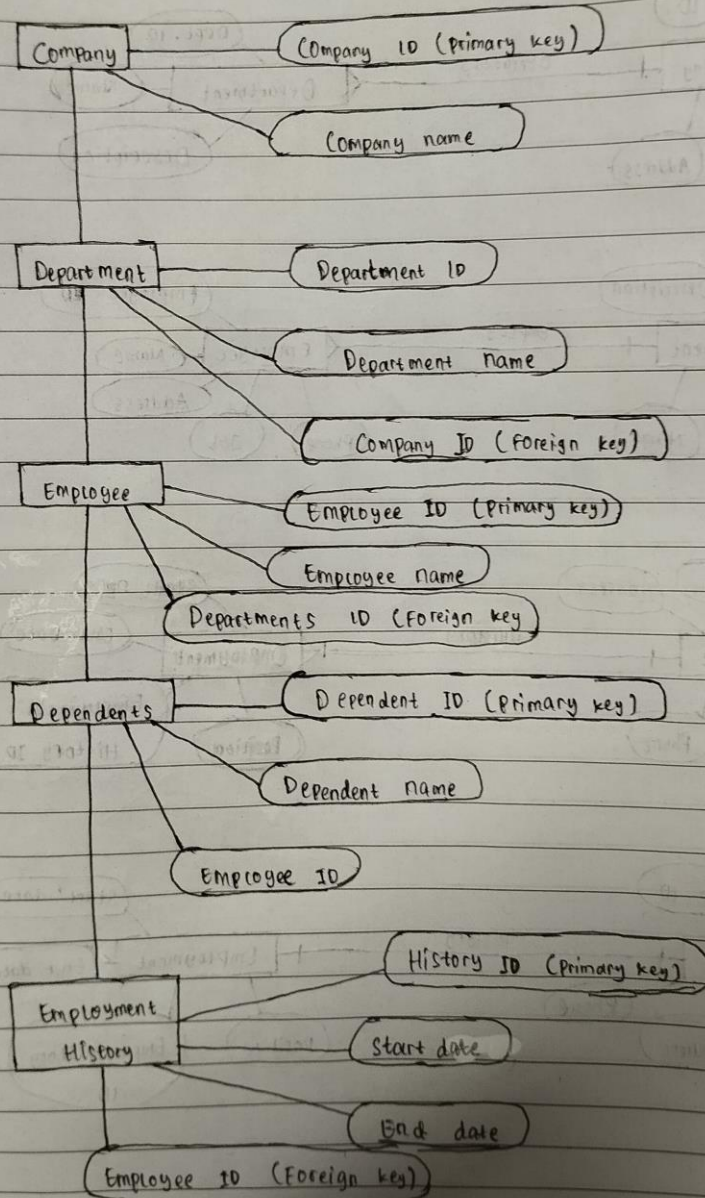 Company
Company ID (Primary key)
Company name
Department
Department ID
Department name
Company ID (Foreign key)
Employee
Employee ID (Primary key)
Employee name
Departments ID (Foreign key
Dependents
Dependent ID (Primary key)
Dependent name
Employee ID
Employment
History
History ID (Primary key)
Start date
End date
Employee ID (Foreign key)